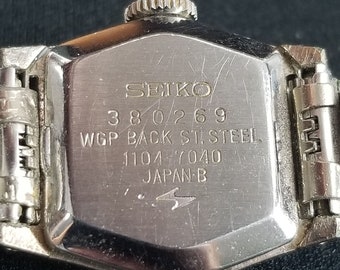 SEIKO
380269
WGP BACK ST.STEEL
1104-7040
JAPAN-B